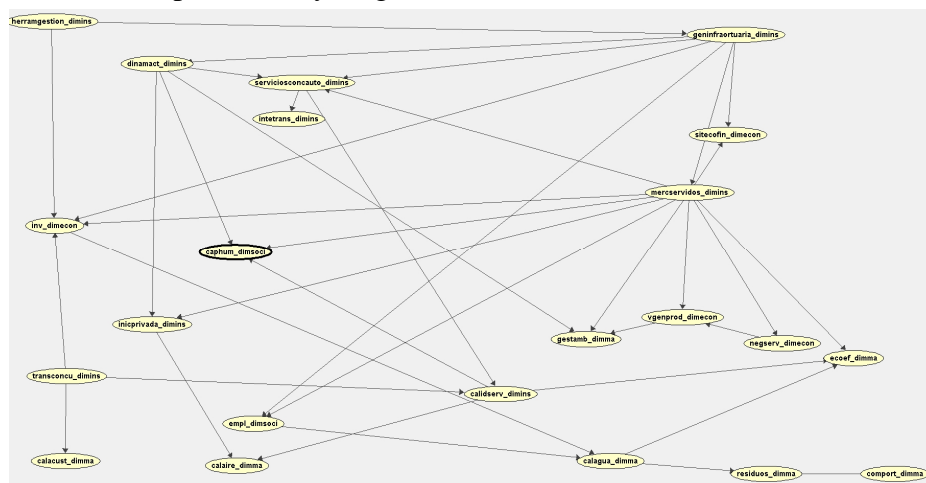 herramgestion_dimins
geninfraortuaria_dimins
dinamact_dimins
serviciosconcauto_dimins
intetrans_dimins
sitecofin_dimecon
mercservidos_dimins
inv_dimecon
caphum_dimsoci
inicprivada_dimins
vgenprod_dimecon
gestamb_dimma
negserv_dimecon
ecoef_dimma
transconcu_dimins
calidserv_dimins
empl_dimsoci
calacust_dimma
calaire_dimma
calagua_dimma
residuos_dimma
comport_dimma